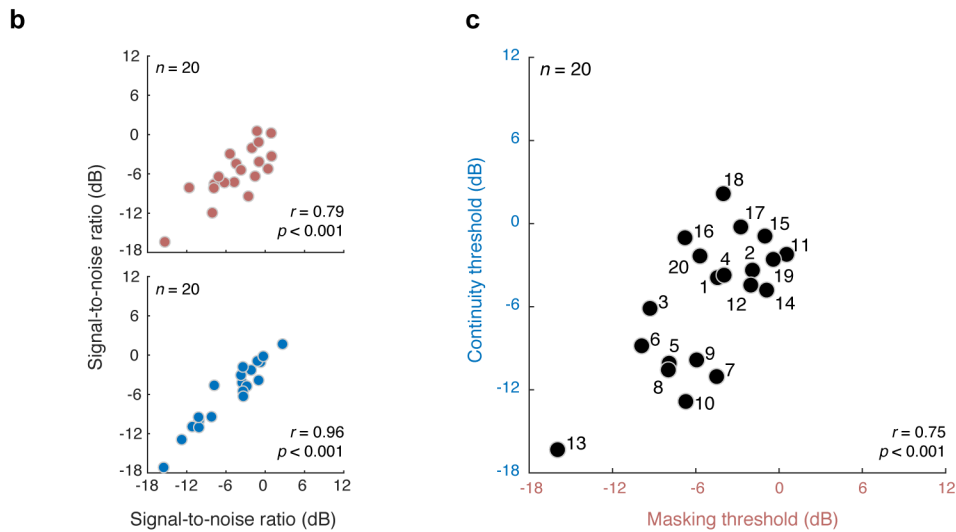 b
Signal-to-noise ratio (dB)
12
6
0
-6
-12
-18
n = 20
r = 0.79
p < 0.001
12
6
0
-6
-12
-18
n = 20
r = 0.96
p < 0.001
-18 -12 -6 0 6 12
Signal-to-noise ratio (dB)
c
Continuity threshold (dB)
12
6
0
-6
-12
-18
n = 20
18
17
15
16
11
2
4
20
19
1
12
14
3
6
5
9
7
8
10
13
r = 0.75
p < 0.001
-18 -12 -6 0 6 12
Masking threshold (dB)